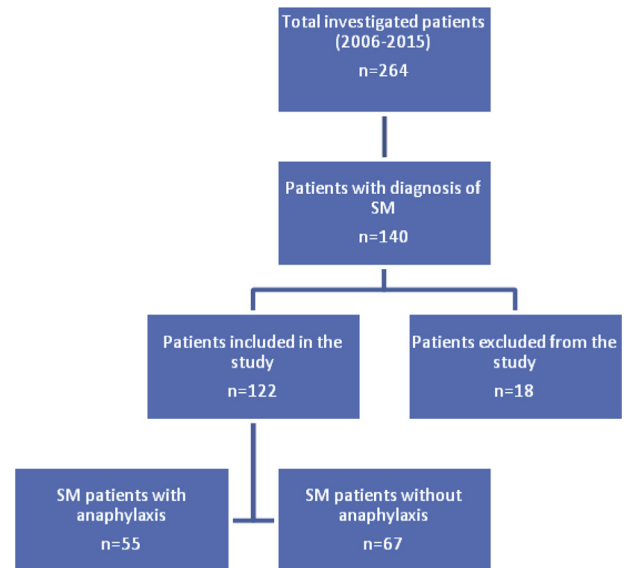 Total investigated patients
(2006-2015)
n=264
Patients with diagnosis of
SM
n=140
Patients included in the
study
n=122
Patients excluded from the
study
n=18
SM patients with
anaphylaxis
n=55
SM patients without
anaphylaxis
n=67